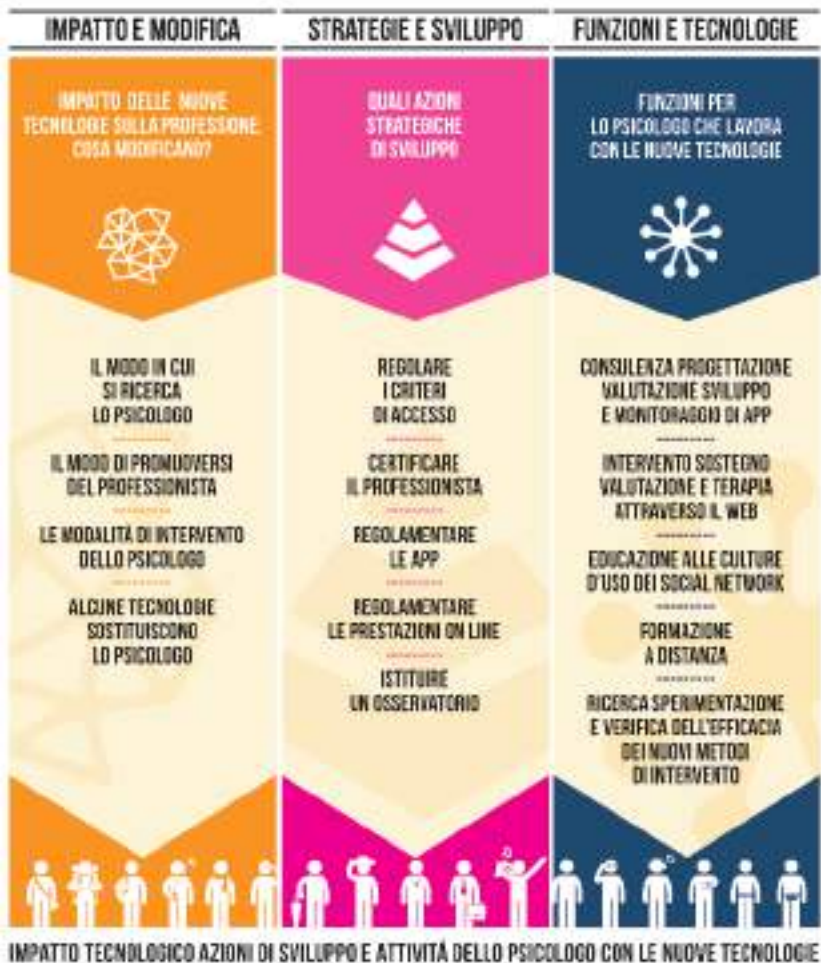 IMPATTO E MODIFICA
IMPATTO DELLE NUOVE
TECNOLOGIE SULLA PROFESSIONE.
COSA MODIFICANO?
IL MODO IN CUI
SI RICERCA
LO PSICOLOGO
IL MODO DI PROMUOVERSI
DEL PROFESSIONISTA
LE MODALITÀ DI INTERVENTO
DELLO PSICOLOGO
ALCUNE TECNOLOGIE
SOSTITUISCONO
LO PSICOLOGO
STRATEGIE E SVILUPPO
QUALI AZIONI
STRATEGICHE
DI SVILUPPO
REGOLARE
I CRITERI
DI ACCESSO
CERTIFICARE
IL PROFESSIONISTA
REGOLAMENTARE
LE APP
REGOLAMENTARE
LE PRESTAZIONI ON LINE
ISTITUIRE
UN OSSERVATORIO
FUNZIONI E TECNOLOGIE
FUNZIONI PER
LO PSICOLOGO CHE LAVORA
CON LE NUOVE TECNOLOGIE
CONSULENZA PROGETTAZIONE
VALUTAZIONE SVILUPPO
E MONITORAGGIO DI APP
INTERVENTO SOSTEGNO
VALUTAZIONE E TERAPIA
ATTRAVERSO IL WEB
EDUCAZIONE ALLE CULTURE
D'USO DEI SOCIAL NETWORK
FORMAZIONE
A DISTANZA
RICERCA SPERIMENTAZIONE
E VERIFICA DELL'EFFICACIA
DEI NUOVI METODI
DI INTERVENTO
IMPATTO TECNOLOGICO AZIONI DI SVILUPPO E ATTIVITÀ DELLO PSICOLOGO CON LE NUOVE TECNOLOGIE